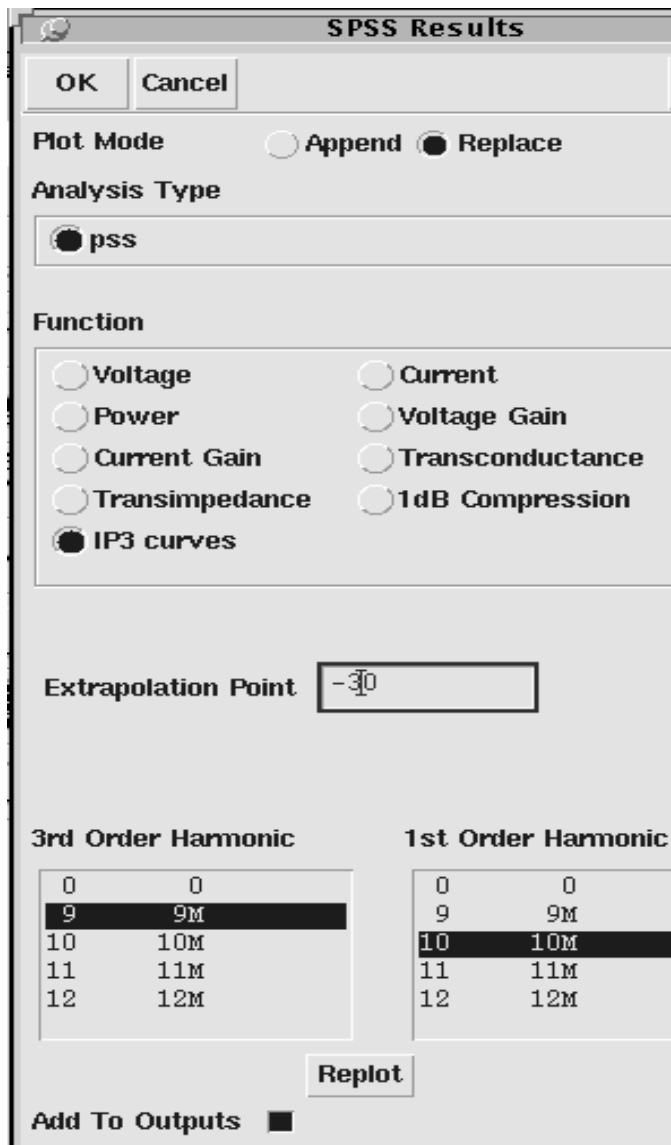 SPSS Results
OK Cancel
Plot Mode Append Replace
Analysis Type
pss
Function
Voltage Current
Power Voltage Gain
Current Gain Transconductance
Transimpedance 1dB Compression
IP3 curves
Extrapolation Point -30
3rd Order Harmonic 1st Order Harmonic
0 0 0 0
9 9M 9 9M
10 10M 10 10M
11 11M 11 11M
12 12M 12 12M
Replot
Add To Outputs